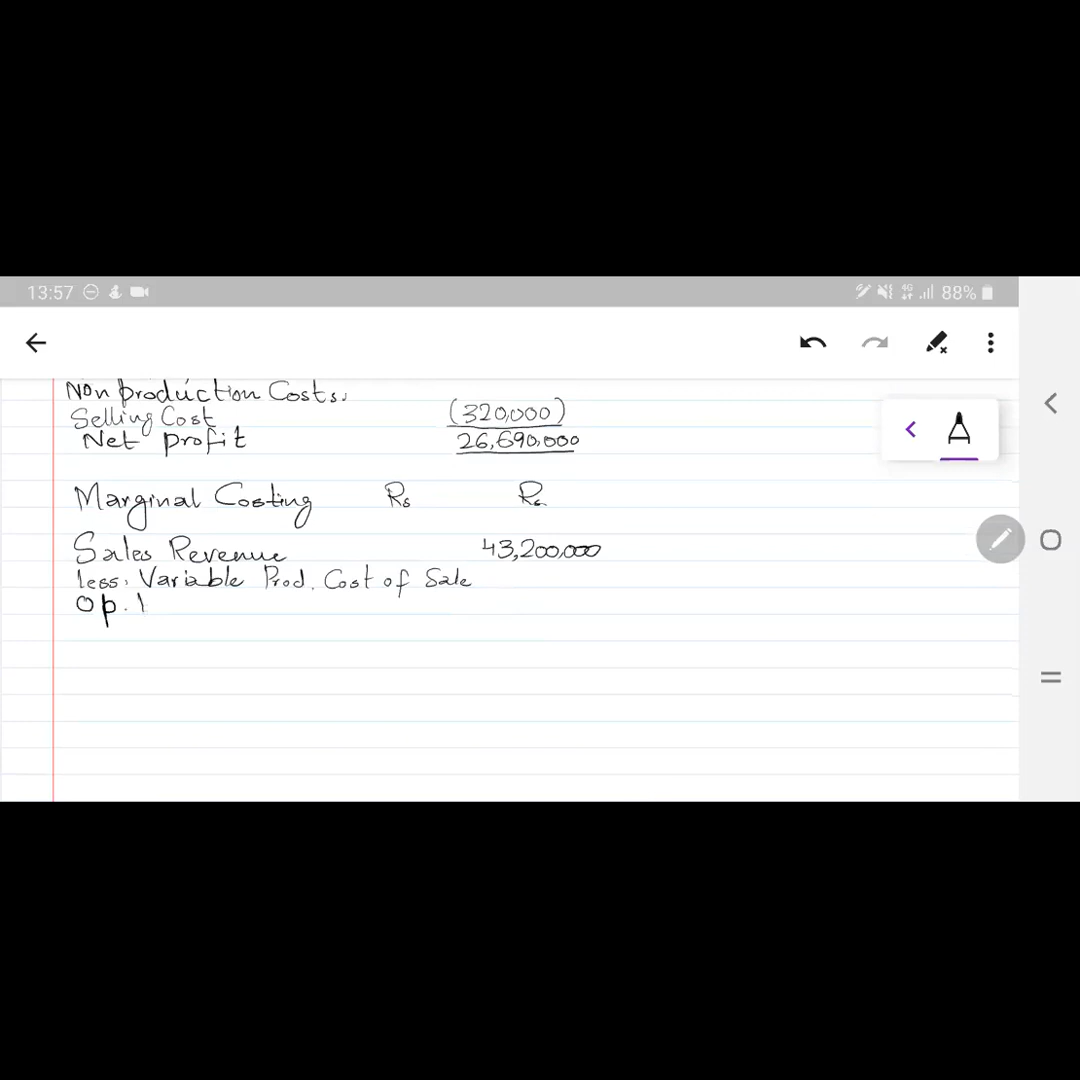 13:57 4G 88%
Non production Costs.
Selling Cost (320,000)
Net profit 26,690,000
Marginal Costing Rs Rs.
Sales Revenue 43,200,000
less: Variable Prod. Cost of Sale
Op.